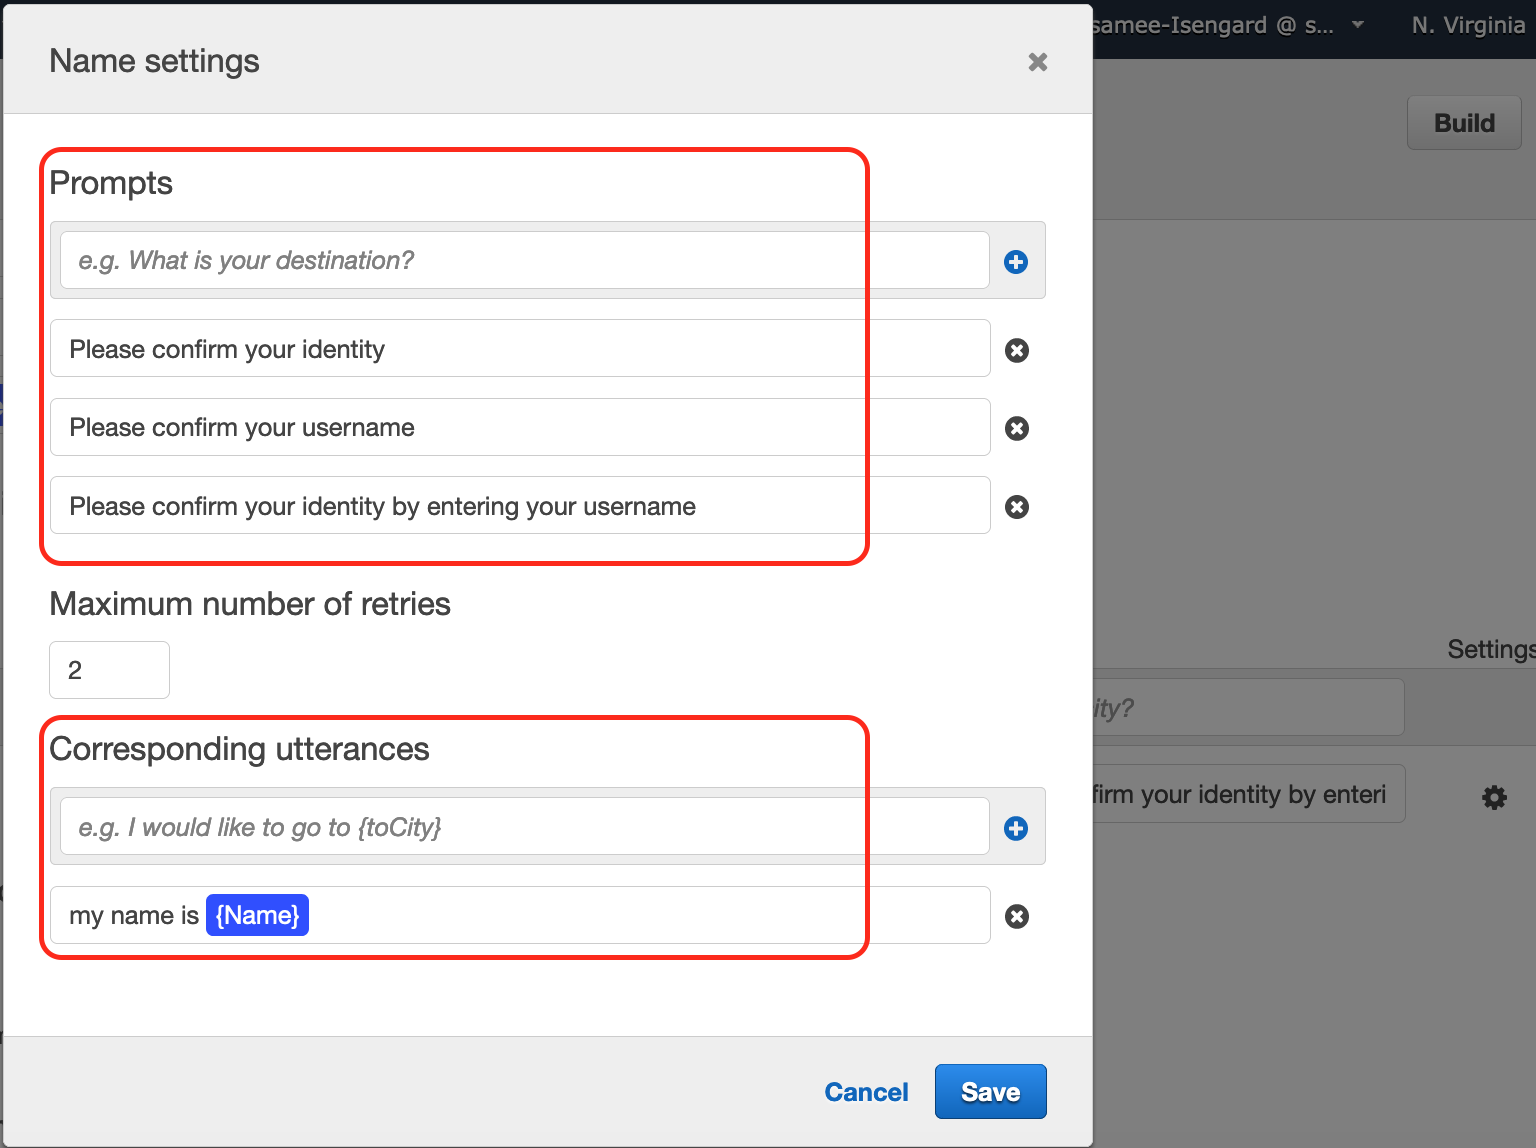 Name settings
samee-Isengard @ s...
N. Virginia
Build
Prompts
e.g. What is your destination?
Please confirm your identity
Please confirm your username
Please confirm your identity by entering your username
Maximum number of retries
2
Settings
ity?
Corresponding utterances
firm your identity by enteri
e.g. I would like to go to {toCity}
my name is {Name}
Cancel
Save